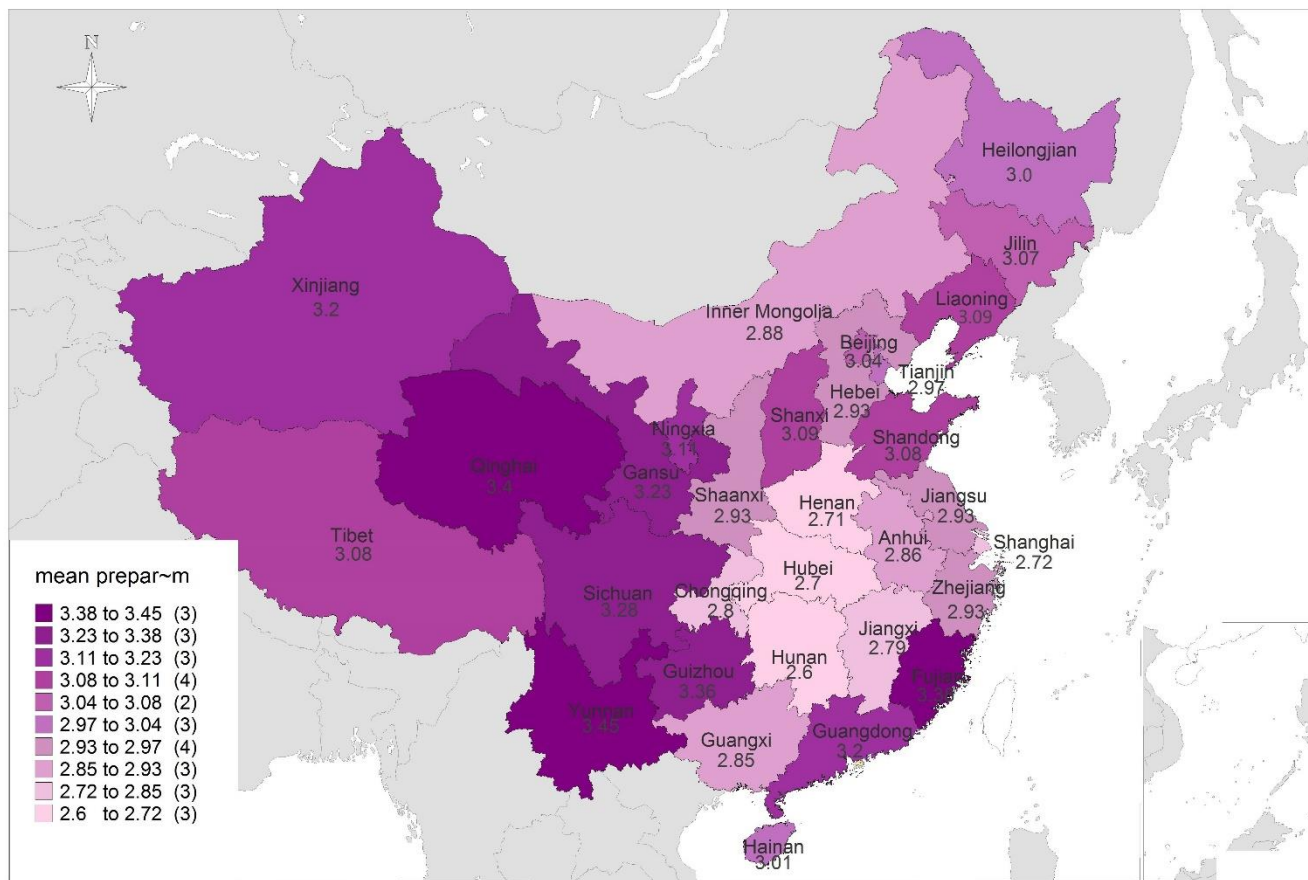 N
Heilongjian
3.0
Jilin
3.07
Xinjiang
3.2
Liaoning
3.09
Inner Mongolia
2.88
Beijing
3.04
Tianjin
2.97
Hebei
2.93
Shanxi
3.09
Shandong
3.08
Ningxia
3.11
Qinghai
3.4
Gansu
3.23
Shaanxi
2.93
Henan
2.71
Jiangsu
2.93
Tibet
3.08
Anhui
2.86
Shanghai
2.72
Hubei
2.7
Sichuan
3.28
Chongqing
2.8
Zhejiang
2.93
Jiangxi
2.79
Hunan
2.6
Guizhou
3.36
Fujian
3.38
Yunnan
3.45
Guangxi
2.85
Guangdong
3.2
Hainan
3.01
mean prepar~m
3.38 to 3.45 (3)
3.23 to 3.38 (3)
3.11 to 3.23 (3)
3.08 to 3.11 (4)
3.04 to 3.08 (2)
2.97 to 3.04 (3)
2.93 to 2.97 (4)
2.85 to 2.93 (3)
2.72 to 2.85 (3)
2.6 to 2.72 (3)